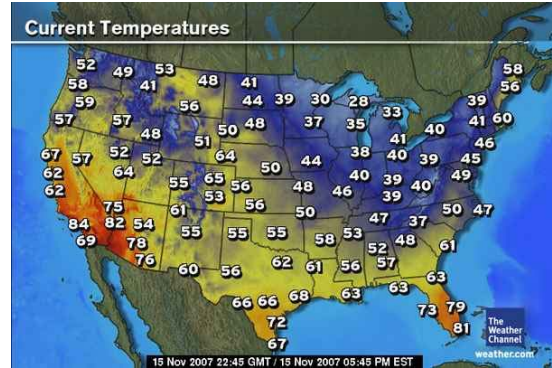 Current Temperatures
52 49 53 48 41 58
58 41 56
59 56 44 39 30 28 39
57 57 48 33 41 60
48 50 37 35 40
51 41 46
67 57 52 52 64 38 40 39 45
62 64 50 44 49
62 55 65 56 48 40 39 40
53 46 39
75 61 56 50 50 47
84 82 54 47 37
69 78 55 55 55 58 53 48 61
76 52
60 56 62 61 56 57
63
66 66 68 63 63
72 73 79
67 81
The
Weather
Channel
weather.com
15 Nov 2007 22:45 GMT / 15 Nov 2007 05:45 PM EST